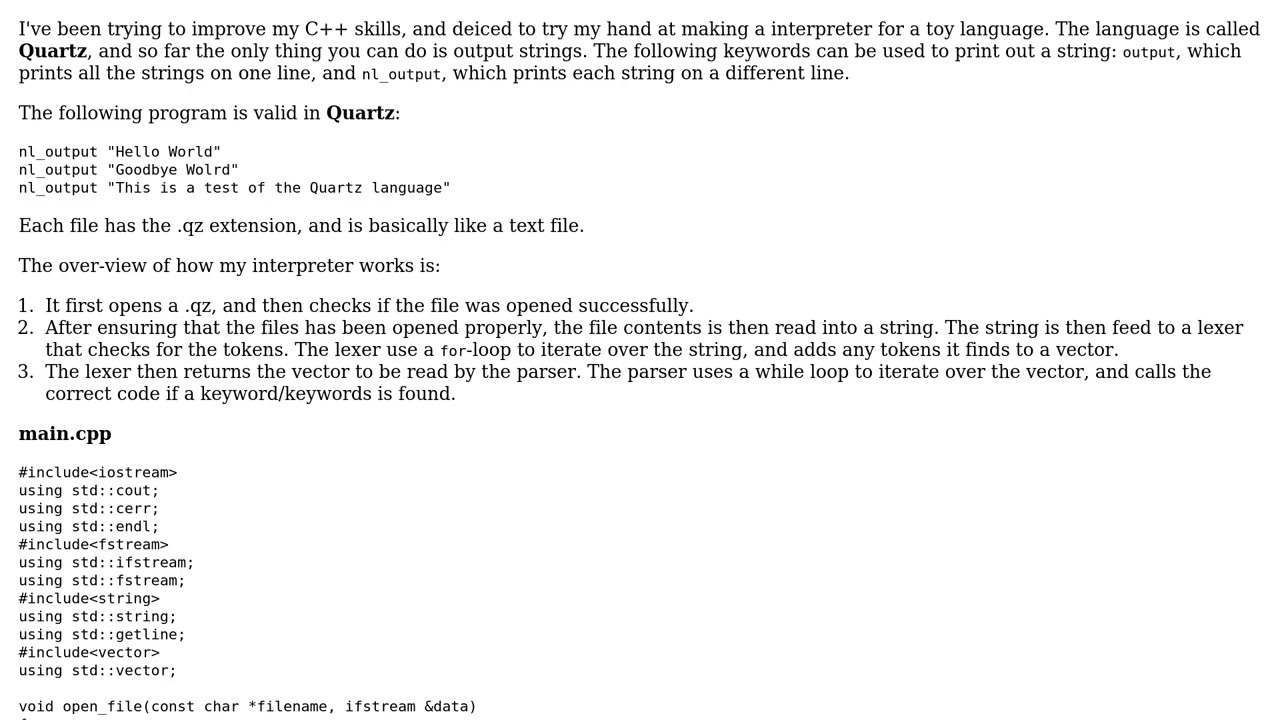 I've been trying to improve my C++ skills, and deiced to try my hand at making a interpreter for a toy language. The language is called
Quartz, and so far the only thing you can do is output strings. The following keywords can be used to print out a string: output, which
prints all the strings on one line, and nl_output, which prints each string on a different line.
The following program is valid in Quartz:
nl_output "Hello World"
nl_output "Goodbye Wolrd"
nl_output "This is a test of the Quartz language"
Each file has the .qz extension, and is basically like a text file.
The over-view of how my interpreter works is:
1. It first opens a .qz, and then checks if the file was opened successfully.
2. After ensuring that the files has been opened properly, the file contents is then read into a string. The string is then feed to a lexer
that checks for the tokens. The lexer use a for-loop to iterate over the string, and adds any tokens it finds to a vector.
3. The lexer then returns the vector to be read by the parser. The parser uses a while loop to iterate over the vector, and calls the
correct code if a keyword/keywords is found.
main.cpp
#include<iostream>
using std::cout;
using std::cerr;
using std::endl;
#include<fstream>
using std::ifstream;
using std::fstream;
#include<string>
using std::string;
using std::getline;
#include<vector>
using std::vector;
void open_file(const char *filename, ifstream &data)